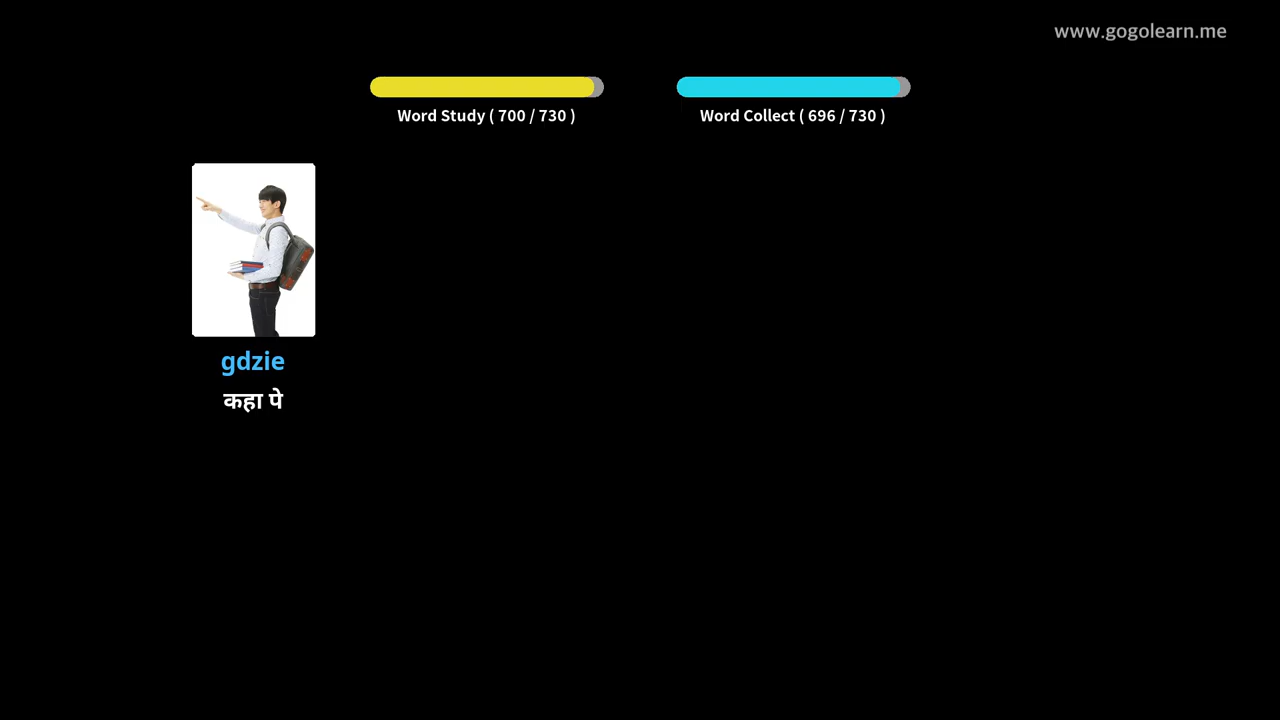 www.gogolearn.me
Word Study ( 700 / 730 )
Word Collect ( 696 / 730 )
gdzie
कहा पे